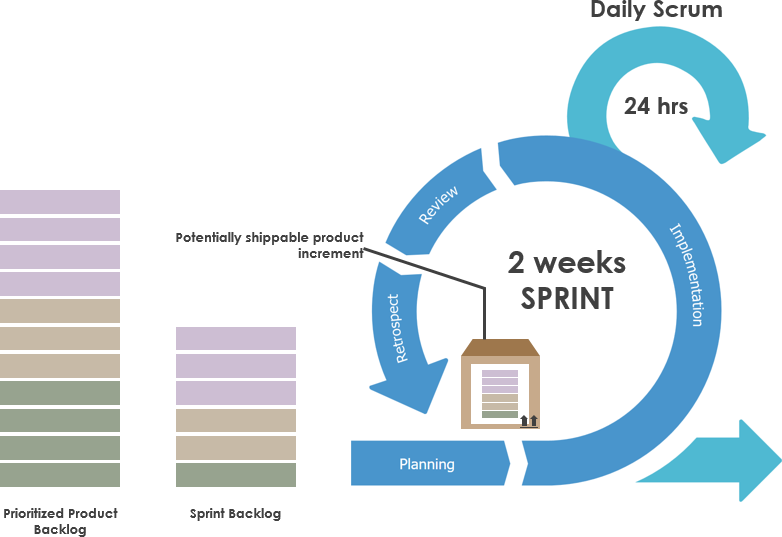 Daily Scrum
24 hrs
Review
Potentially shippable product
increment
Implementation
2 weeks
SPRINT
Retrospect
Planning
Prioritized Product
Backlog
Sprint Backlog